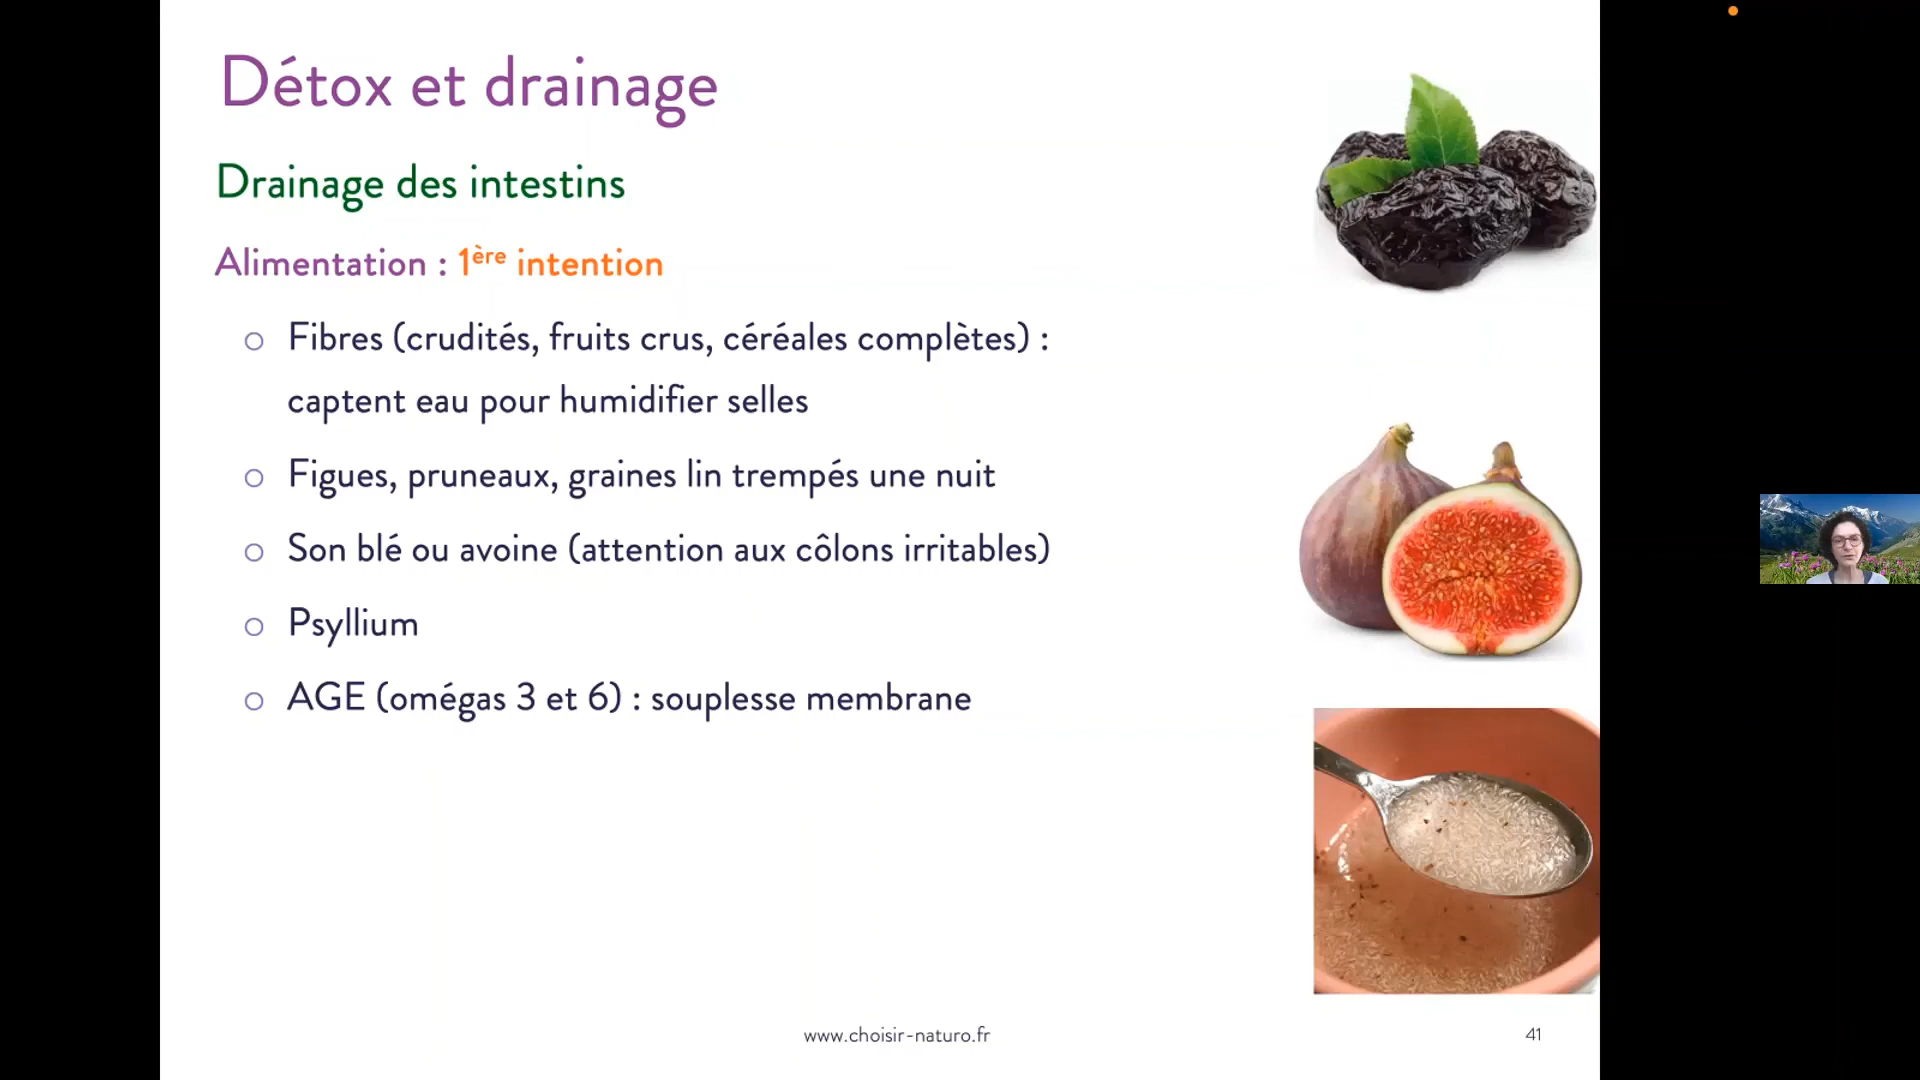 Détox et drainage
Drainage des intestins
Alimentation : 1ère intention
Fibres (crudités, fruits crus, céréales complètes) :
captent eau pour humidifier selles
Figues, pruneaux, graines lin trempés une nuit
Son blé ou avoine (attention aux côlons irritables)
Psyllium
AGE (omégas 3 et 6) : souplesse membrane
www.choisir-naturo.fr
41